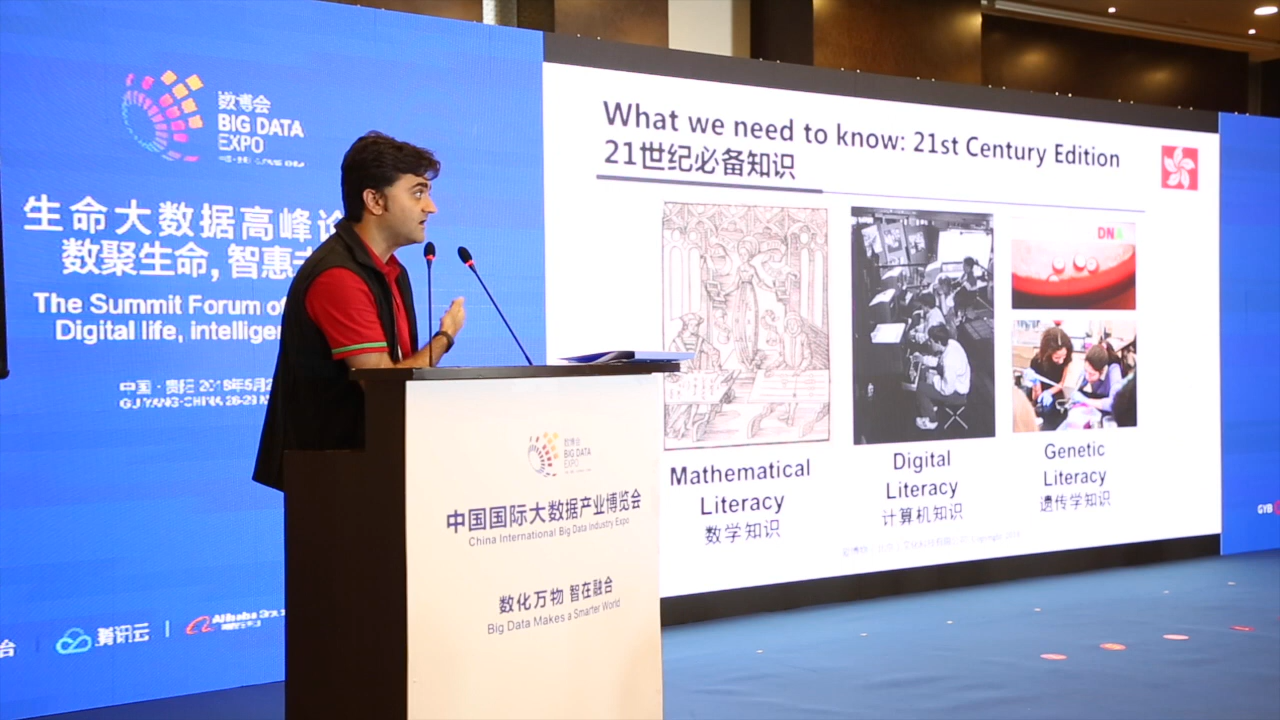 数博会
BIG DATA
EXPO
生命大数据高峰论
数聚生命，智惠
The Summit Forum of
Digital life, intelligen
中国·贵阳
腾讯云
Alibaba
What we need to know: 21st Century Edition
21世纪必备知识
DNA
Mathematical
Literacy
数学知识
Digital
Literacy
计算机知识
Genetic
Literacy
遗传学知识
数博会
BIG DATA
EXPO
中国国际大数据产业博览会
China International Big Data Industry Expo
数化万物 智在融合
Big Data Makes a Smarter World
GYB